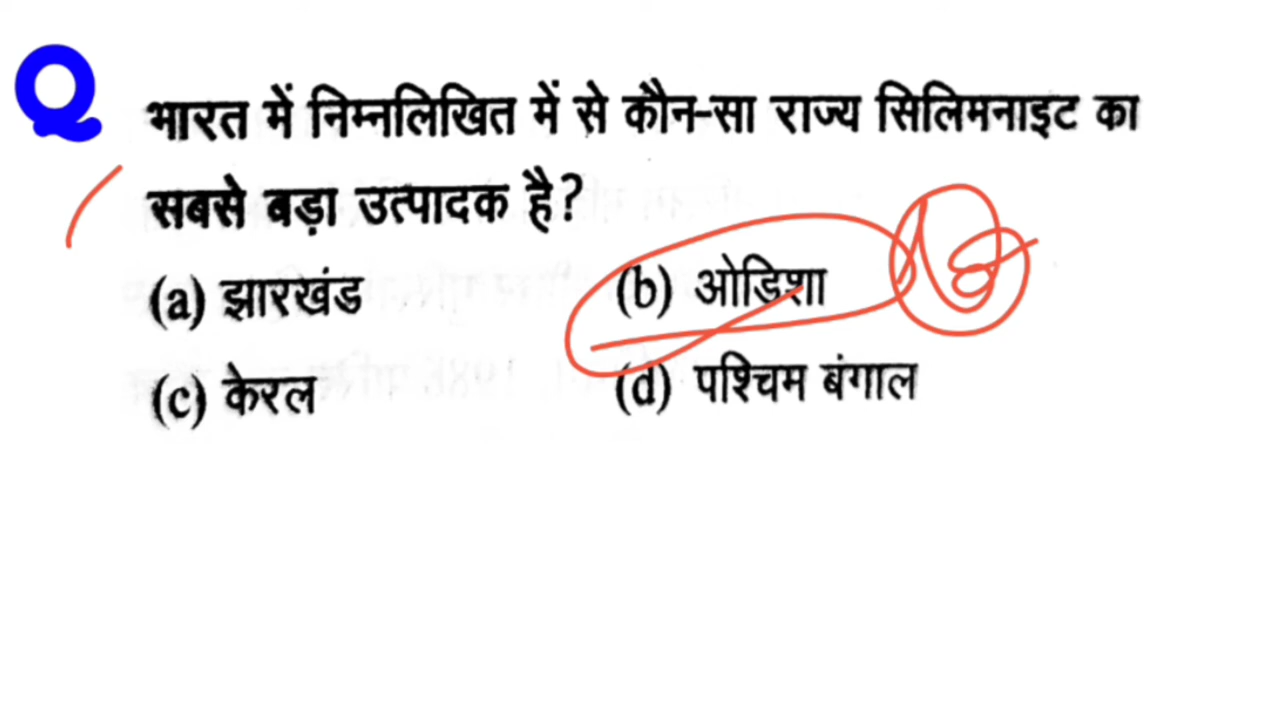 Q
भारत में निम्नलिखित में से कौन-सा राज्य सिलिमनाइट का
सबसे बड़ा उत्पादक है?
(a) झारखंड
(b) ओडिशा
(c) केरल
(d) पश्चिम बंगाल